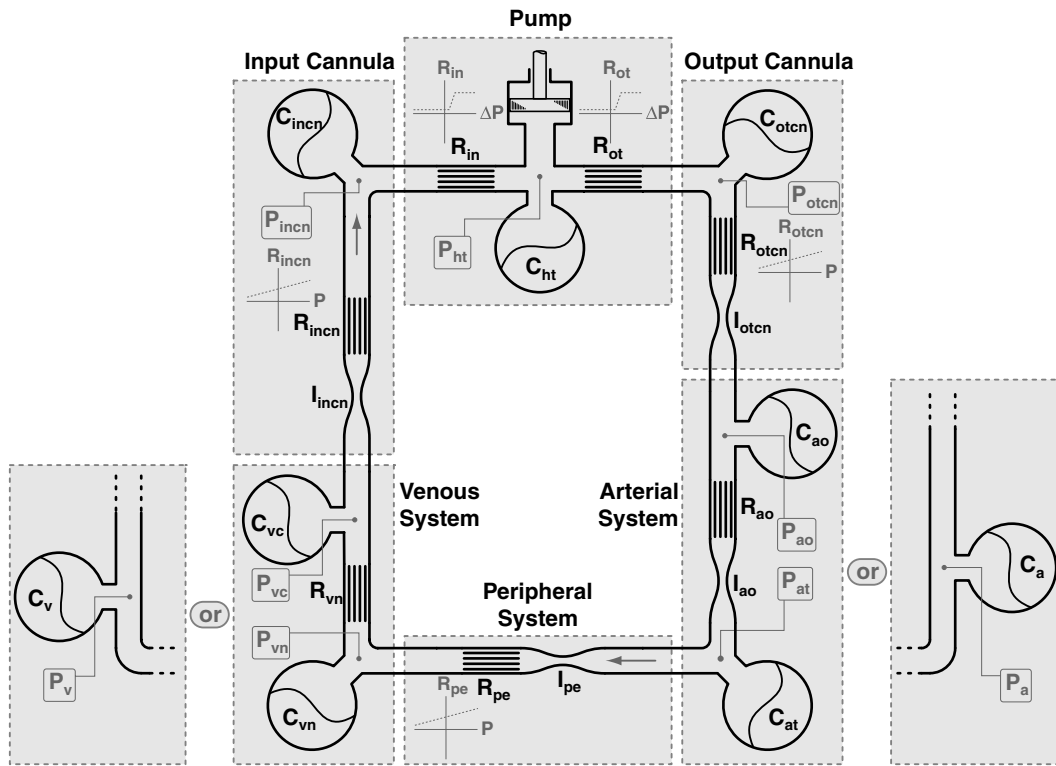 Pump
Input Cannula
Output Cannula
C_incn
R_in
ΔP
R_ot
ΔP
C_otcn
R_in
R_ot
P_incn
P_ht
P_otcn
C_ht
R_incn
P
R_incn
R_otcn
R_otcn
P
I_otcn
I_incn
C_ao
Venous
System
Arterial
System
C_vc
R_ao
P_ao
P_vc
R_vn
C_v
or
P_v
Peripheral
System
I_ao
P_at
or
C_a
P_a
P_vn
R_pe
I_pe
R_pe
P
C_vn
C_at